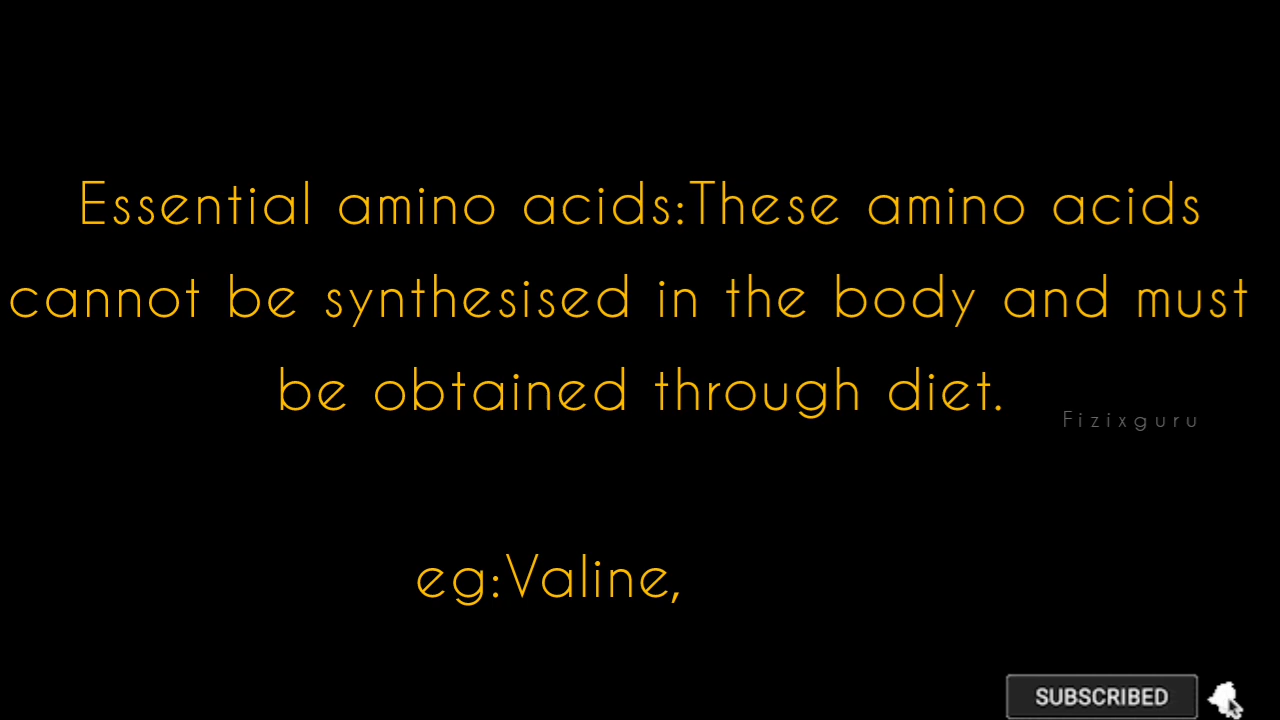 Essential amino acids:These amino acids
cannot be synthesised in the body and must
be obtained through diet.
Fizixguru
eg:Valine,
SUBSCRIBED